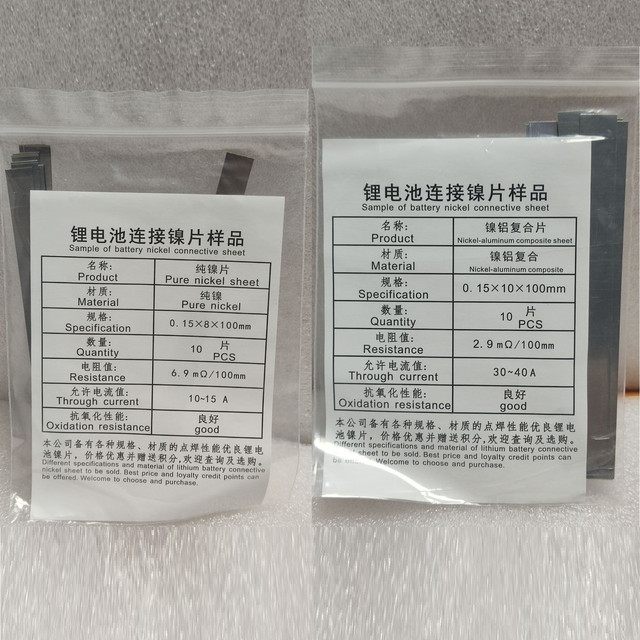 锂电池连接镍片样品
Sample of battery nickel connective sheet
名称: 纯镍片
Product Pure nickel sheet
材质: 纯镍
Material Pure nickel
规格:
Specification 0.15×8×100mm
数量: 10 片
Quantity PCS
电阻值:
Resistance 6.9mΩ/100mm
允许电流值:
Through current 10~15 A
抗氧化性能: 良好
Oxidation resistance good
本公司备有各种规格、材质的点焊性能优良锂电
池镍片，价格优惠并赠送积分,欢迎查询及选购。
Different specifications and material of lithium battery connective
nickel sheet to be sold. Best price and loyalty credit points can
be offered. Welcome to choose and purchase.
锂电池连接镍片样品
Sample of battery nickel connective sheet
名称: 镍铝复合片
Product Nickel-aluminum composite sheet
材质: 镍铝复合
Material Nickel-aluminum composite
规格:
Specification 0.15×10×100mm
数量: 10 片
Quantity PCS
电阻值:
Resistance 2.9mΩ/100mm
允许电流值:
Through current 30~40A
抗氧化性能: 良好
Oxidation resistance good
本公司备有各种规格、材质的点焊性能优良锂电
池镍片，价格优惠并赠送积分,欢迎查询及选购。
Different specifications and material of lithium battery connective
nickel sheet to be sold. Best price and loyalty credit points can
be offered. Welcome to choose and purchase.